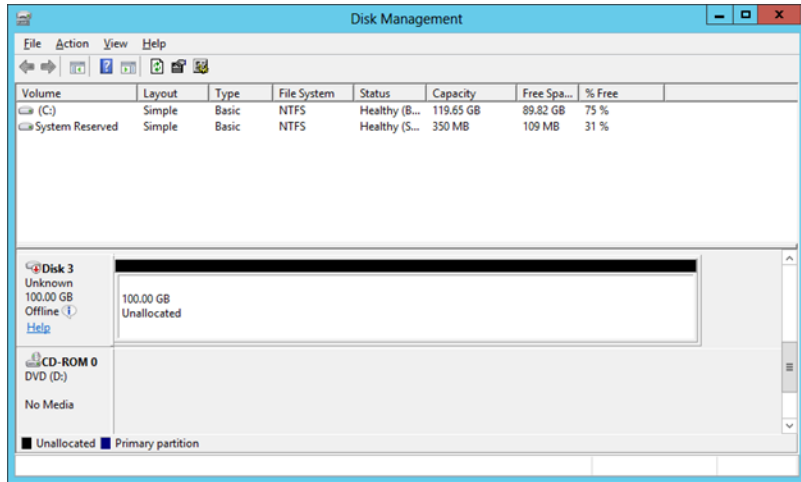 Disk Management
File Action View Help
Volume Layout Type File System Status Capacity Free Spa... % Free
(C:) Simple Basic NTFS Healthy (B... 119.65 GB 89.82 GB 75 %
System Reserved Simple Basic NTFS Healthy (S... 350 MB 109 MB 31 %
Disk 3
Unknown
100.00 GB
Offline
Help
100.00 GB
Unallocated
CD-ROM 0
DVD (D:)
No Media
Unallocated Primary partition